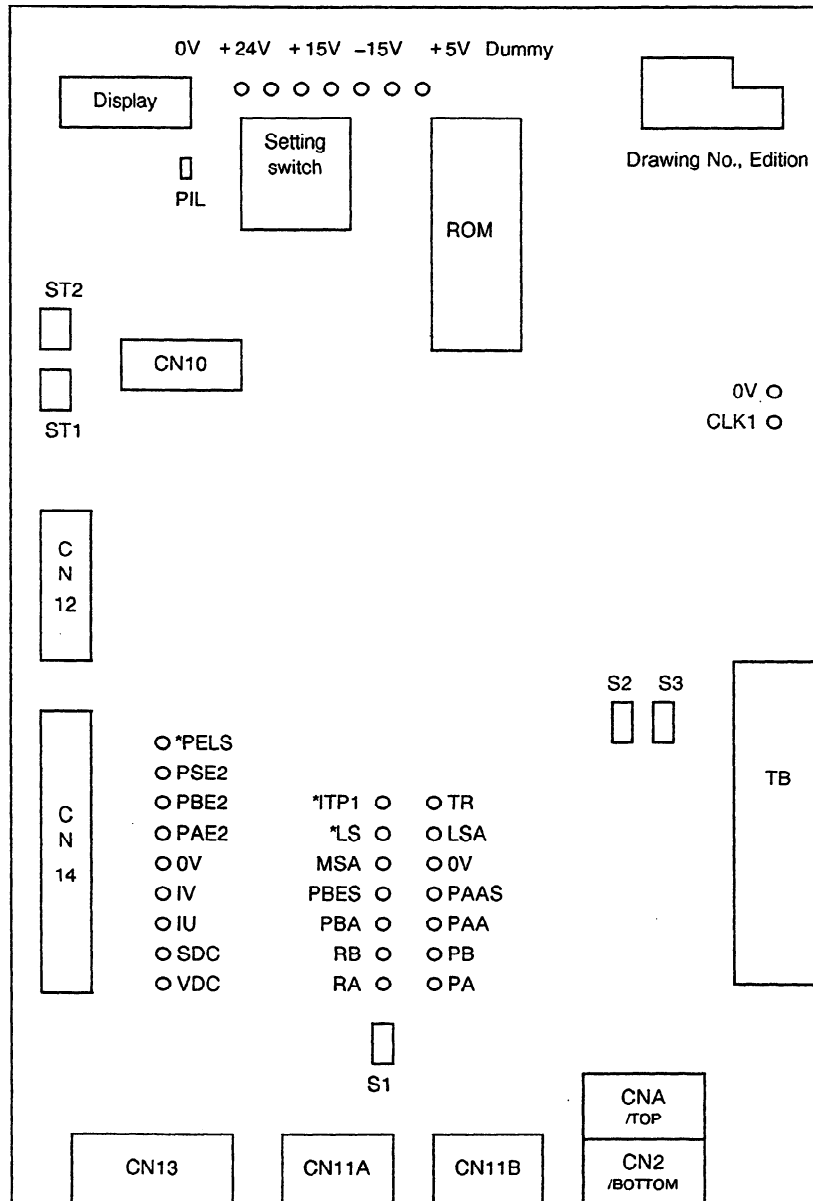 0V +24V +15V −15V +5V Dummy
Display
Setting
switch
ROM
Drawing No., Edition
PIL
ST2
CN10
ST1
0V
CLK1
C
N
12
S2 S3
TB
C
N
14
*PELS
PSE2
PBE2
PAE2
0V
IV
IU
SDC
VDC
*ITP1 TR
*LS LSA
MSA 0V
PBES PAAS
PBA PAA
RB PB
RA PA
S1
CNA
/TOP
CN2
/BOTTOM
CN13
CN11A
CN11B